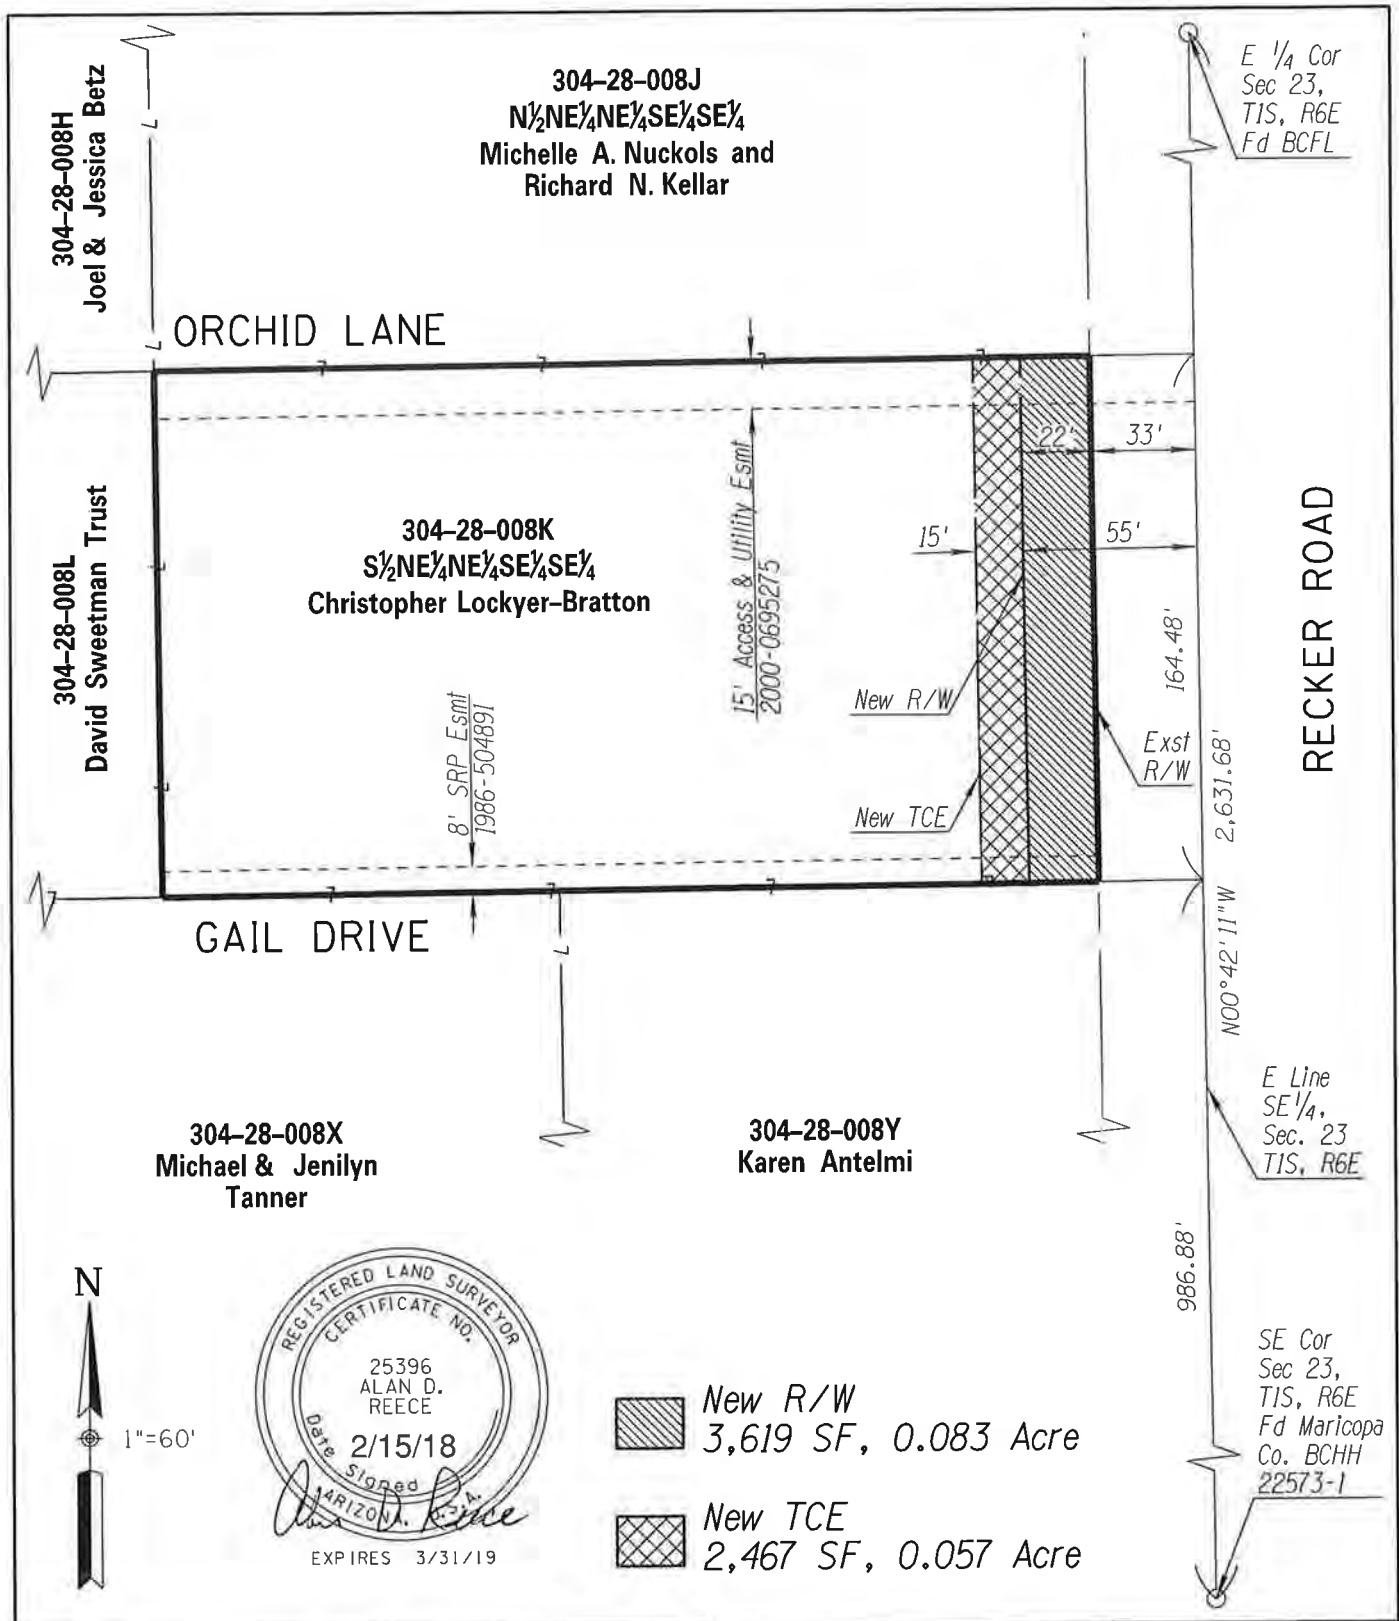 304-28-008H
Joel & Jessica Betz
304-28-008J
N½NE¼NE¼SE¼SE¼
Michelle A. Nuckols and
Richard N. Kellar
E 1/4 Cor
Sec 23,
T1S, R6E
Fd BCFL
ORCHID LANE
22'
33'
15'
55'
304-28-008L
David Sweetman Trust
304-28-008K
S½NE¼NE¼SE¼SE¼
Christopher Lockyer-Bratton
15' Access & Utility Esmt
2000-0695275
8' SRP Esmt
1986-504891
New R/W
New TCE
Exst
R/W
164.48'
2,631.68'
N00°42'11"W
RECKER ROAD
GAIL DRIVE
E Line
SE 1/4,
Sec. 23
T1S, R6E
304-28-008X
Michael & Jenilyn
Tanner
304-28-008Y
Karen Antelmi
986.88'
SE Cor
Sec 23,
T1S, R6E
Fd Maricopa
Co. BCHH
22573-1
N
1"=60'
REGISTERED LAND SURVEYOR
CERTIFICATE NO.
25396
ALAN D.
REECE
2/15/18
Date Signed
ARIZONA, U.S.A.
Alan D. Reece
EXPIRES 3/31/19
New R/W
3,619 SF, 0.083 Acre
New TCE
2,467 SF, 0.057 Acre